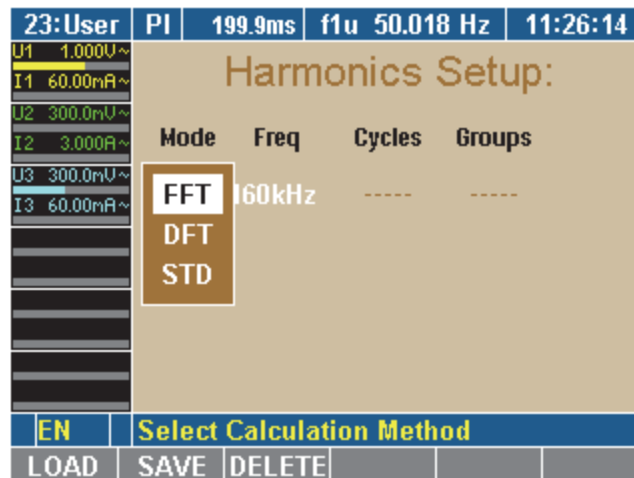 23:User PI 199.9ms f1u 50.018 Hz 11:26:14
U1 1.000V~
I1 60.00mA~
U2 300.0mV~
I2 3.000A~
U3 300.0mV~
I3 60.00mA~
Harmonics Setup:
Mode Freq Cycles Groups
FFT 160kHz ----- -----
DFT
STD
EN Select Calculation Method
LOAD SAVE DELETE